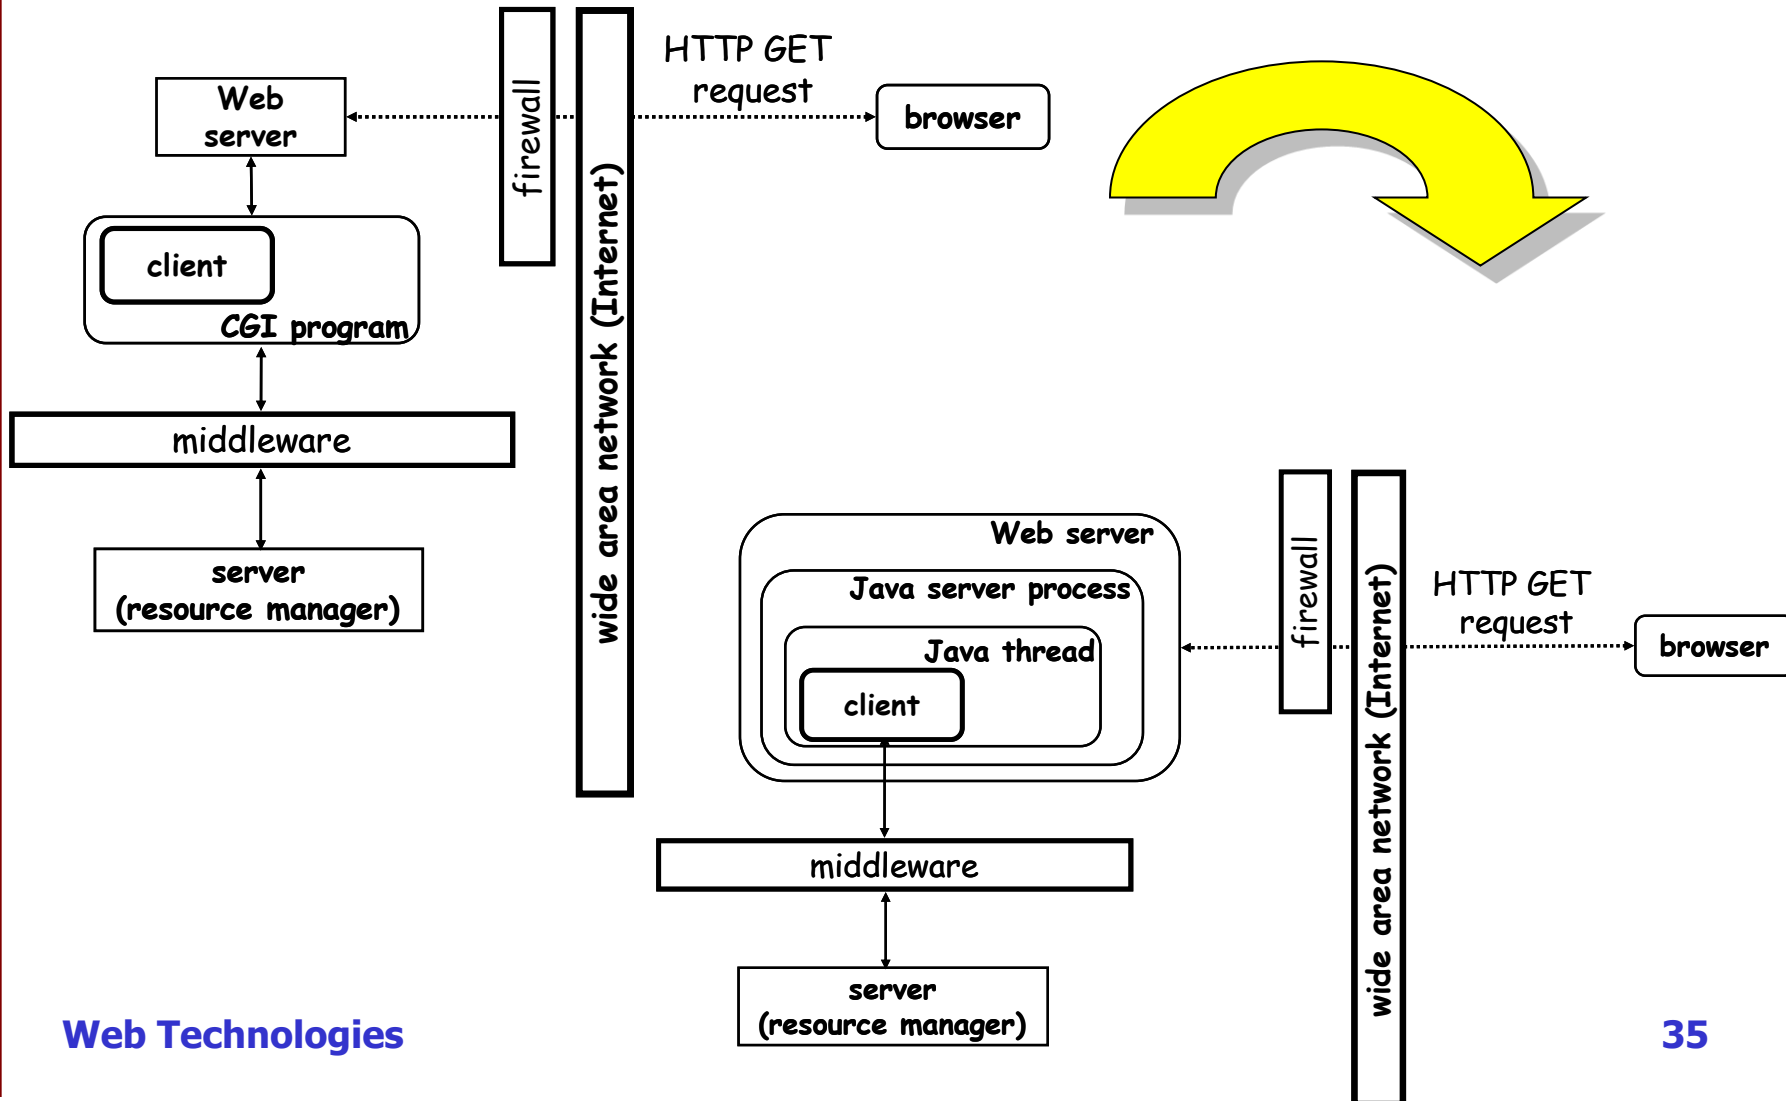 HTTP GET
request
Web
server
firewall
browser
wide area network (Internet)
client
CGI program
middleware
server
(resource manager)
Web server
Java server process
Java thread
client
firewall
wide area network (Internet)
HTTP GET
request
browser
middleware
server
(resource manager)
Web Technologies
35